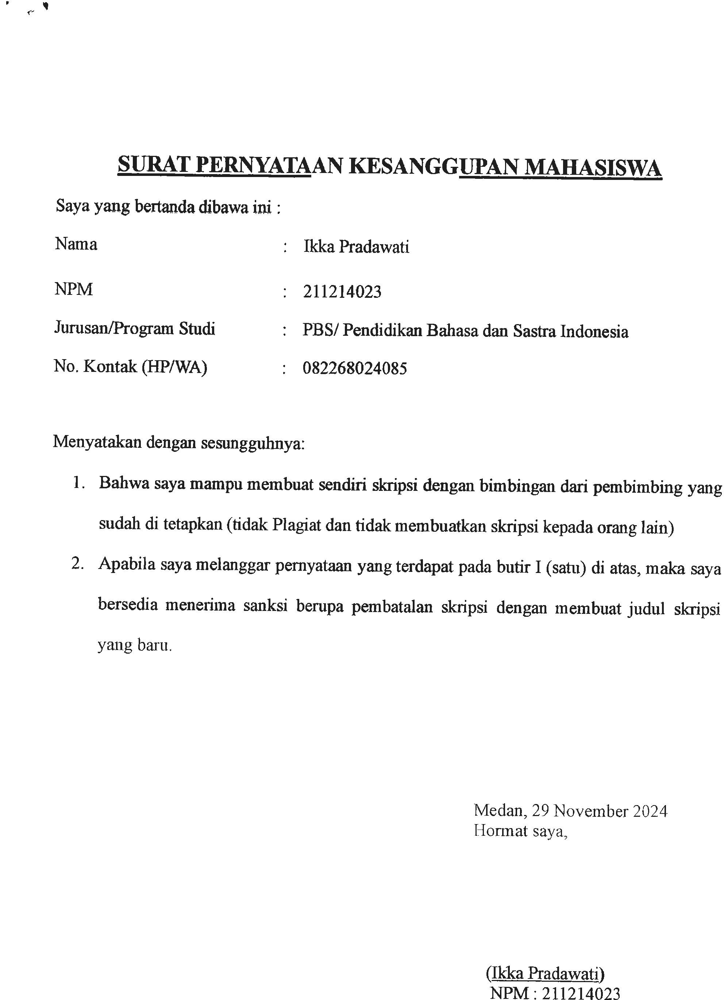 SURAT PERNYATAAN KESANGGUPAN MAHASISWA
Saya yang bertanda dibawa ini :
Nama : Ikka Pradawati
NPM : 211214023
Jurusan/Program Studi : PBS/ Pendidikan Bahasa dan Sastra Indonesia
No. Kontak (HP/WA) : 082268024085
Menyatakan dengan sesungguhnya:
1. Bahwa saya mampu membuat sendiri skripsi dengan bimbingan dari pembimbing yang
sudah di tetapkan (tidak Plagiat dan tidak membuatkan skripsi kepada orang lain)
2. Apabila saya melanggar pernyataan yang terdapat pada butir I (satu) di atas, maka saya
bersedia menerima sanksi berupa pembatalan skripsi dengan membuat judul skripsi
yang baru.
Medan, 29 November 2024
Hormat saya,
(Ikka Pradawati)
NPM : 211214023